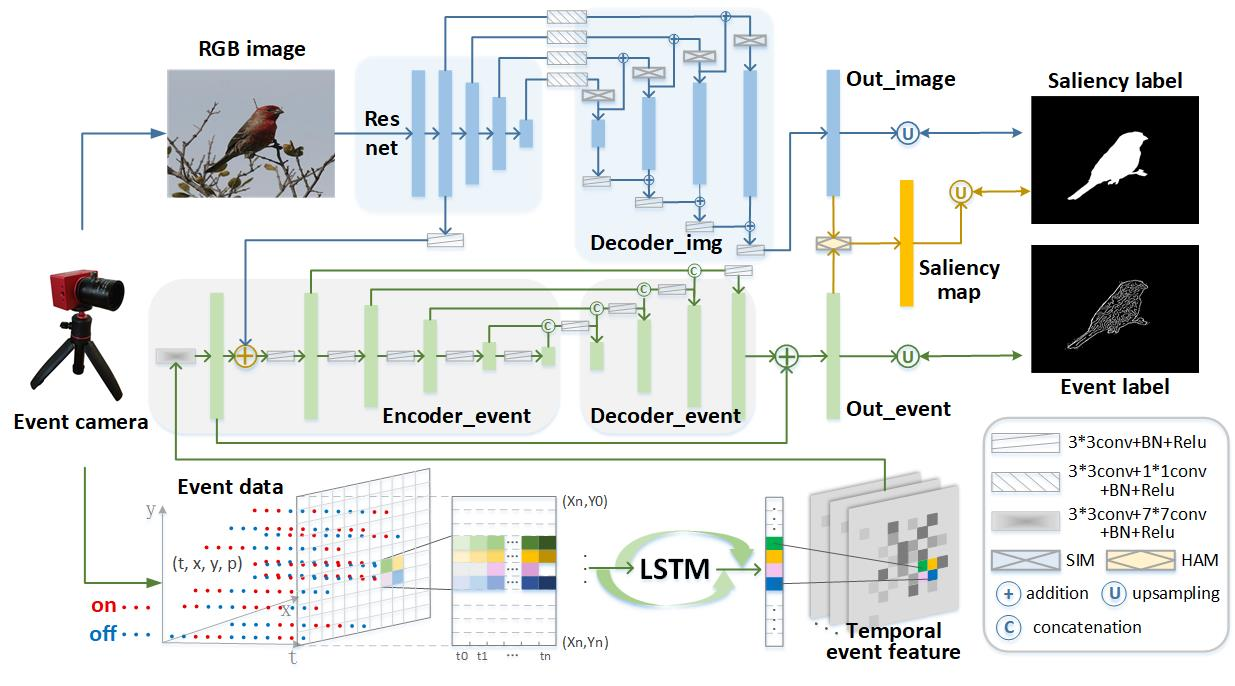 RGB image
Res
net
Decoder_img
Out_image
Saliency label
U
U
Saliency
map
C
C
C
C
Event camera
Encoder_event
Decoder_event
Out_event
U
Event label
Event data
y
(t, x, y, p)
x
t
on
off
(Xn,Y0)
(Xn,Yn)
t0 t1 ... tn
LSTM
Temporal
event feature
3*3conv+BN+Relu
3*3conv+1*1conv
+BN+Relu
3*3conv+7*7conv
+BN+Relu
SIM
HAM
+ addition
U upsampling
C concatenation